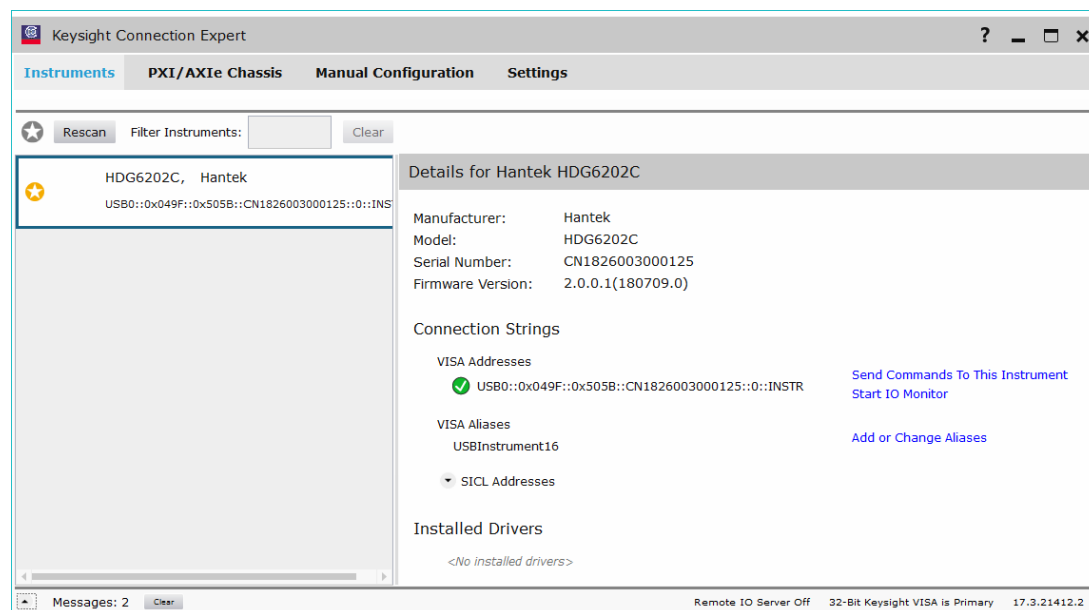 Keysight Connection Expert
?
Instruments PXI/AXIe Chassis Manual Configuration Settings
Rescan Filter Instruments: Clear
HDG6202C, Hantek
USB0::0x049F::0x505B::CN1826003000125::0::INS
Details for Hantek HDG6202C
Manufacturer: Hantek
Model: HDG6202C
Serial Number: CN1826003000125
Firmware Version: 2.0.0.1(180709.0)
Connection Strings
VISA Addresses
USB0::0x049F::0x505B::CN1826003000125::0::INSTR
Send Commands To This Instrument
Start IO Monitor
VISA Aliases
USBInstrument16
Add or Change Aliases
SICL Addresses
Installed Drivers
<No installed drivers>
Messages: 2 Clear Remote IO Server Off 32-Bit Keysight VISA is Primary 17.3.21412.2